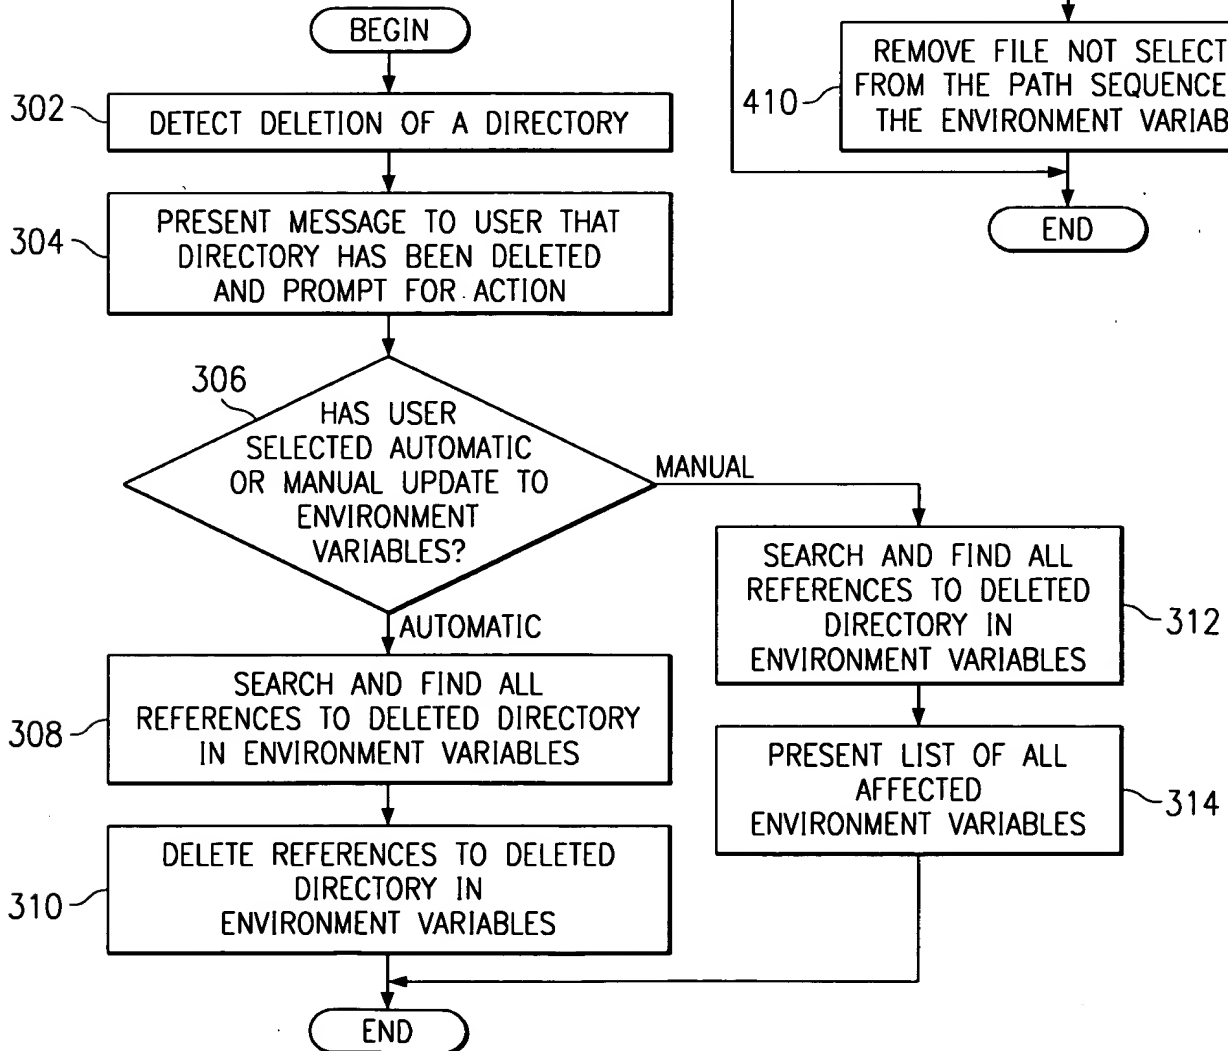 BEGIN
302
DETECT DELETION OF A DIRECTORY
304
PRESENT MESSAGE TO USER THAT
DIRECTORY HAS BEEN DELETED
AND PROMPT FOR ACTION
306
HAS USER
SELECTED AUTOMATIC
OR MANUAL UPDATE TO
ENVIRONMENT
VARIABLES?
MANUAL
AUTOMATIC
308
SEARCH AND FIND ALL
REFERENCES TO DELETED DIRECTORY
IN ENVIRONMENT VARIABLES
310
DELETE REFERENCES TO DELETED
DIRECTORY IN
ENVIRONMENT VARIABLES
END
SEARCH AND FIND ALL
REFERENCES TO DELETED
DIRECTORY IN
ENVIRONMENT VARIABLES
312
PRESENT LIST OF ALL
AFFECTED
ENVIRONMENT VARIABLES
314
410
REMOVE FILE NOT
FROM THE PATH SEQUENCE
THE ENVIRONMENT
END